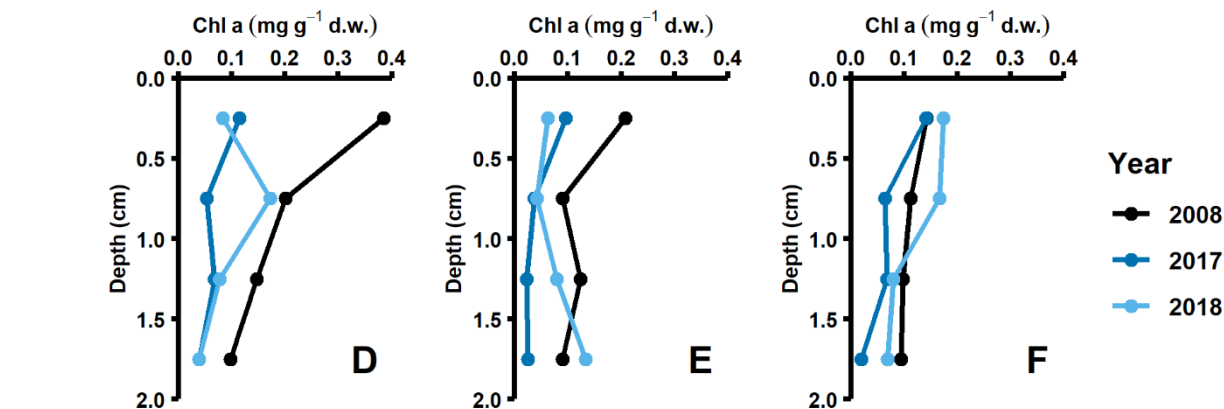 Chl a (mg g⁻¹ d.w.) Chl a (mg g⁻¹ d.w.) Chl a (mg g⁻¹ d.w.)
0.0 0.1 0.2 0.3 0.4 0.0 0.1 0.2 0.3 0.4 0.0 0.1 0.2 0.3 0.4
0.0 0.0 0.0
0.5 0.5 0.5
1.0 1.0 1.0
1.5 1.5 1.5
2.0 2.0 2.0
Depth (cm) Depth (cm) Depth (cm)
D E F
Year
2008
2017
2018